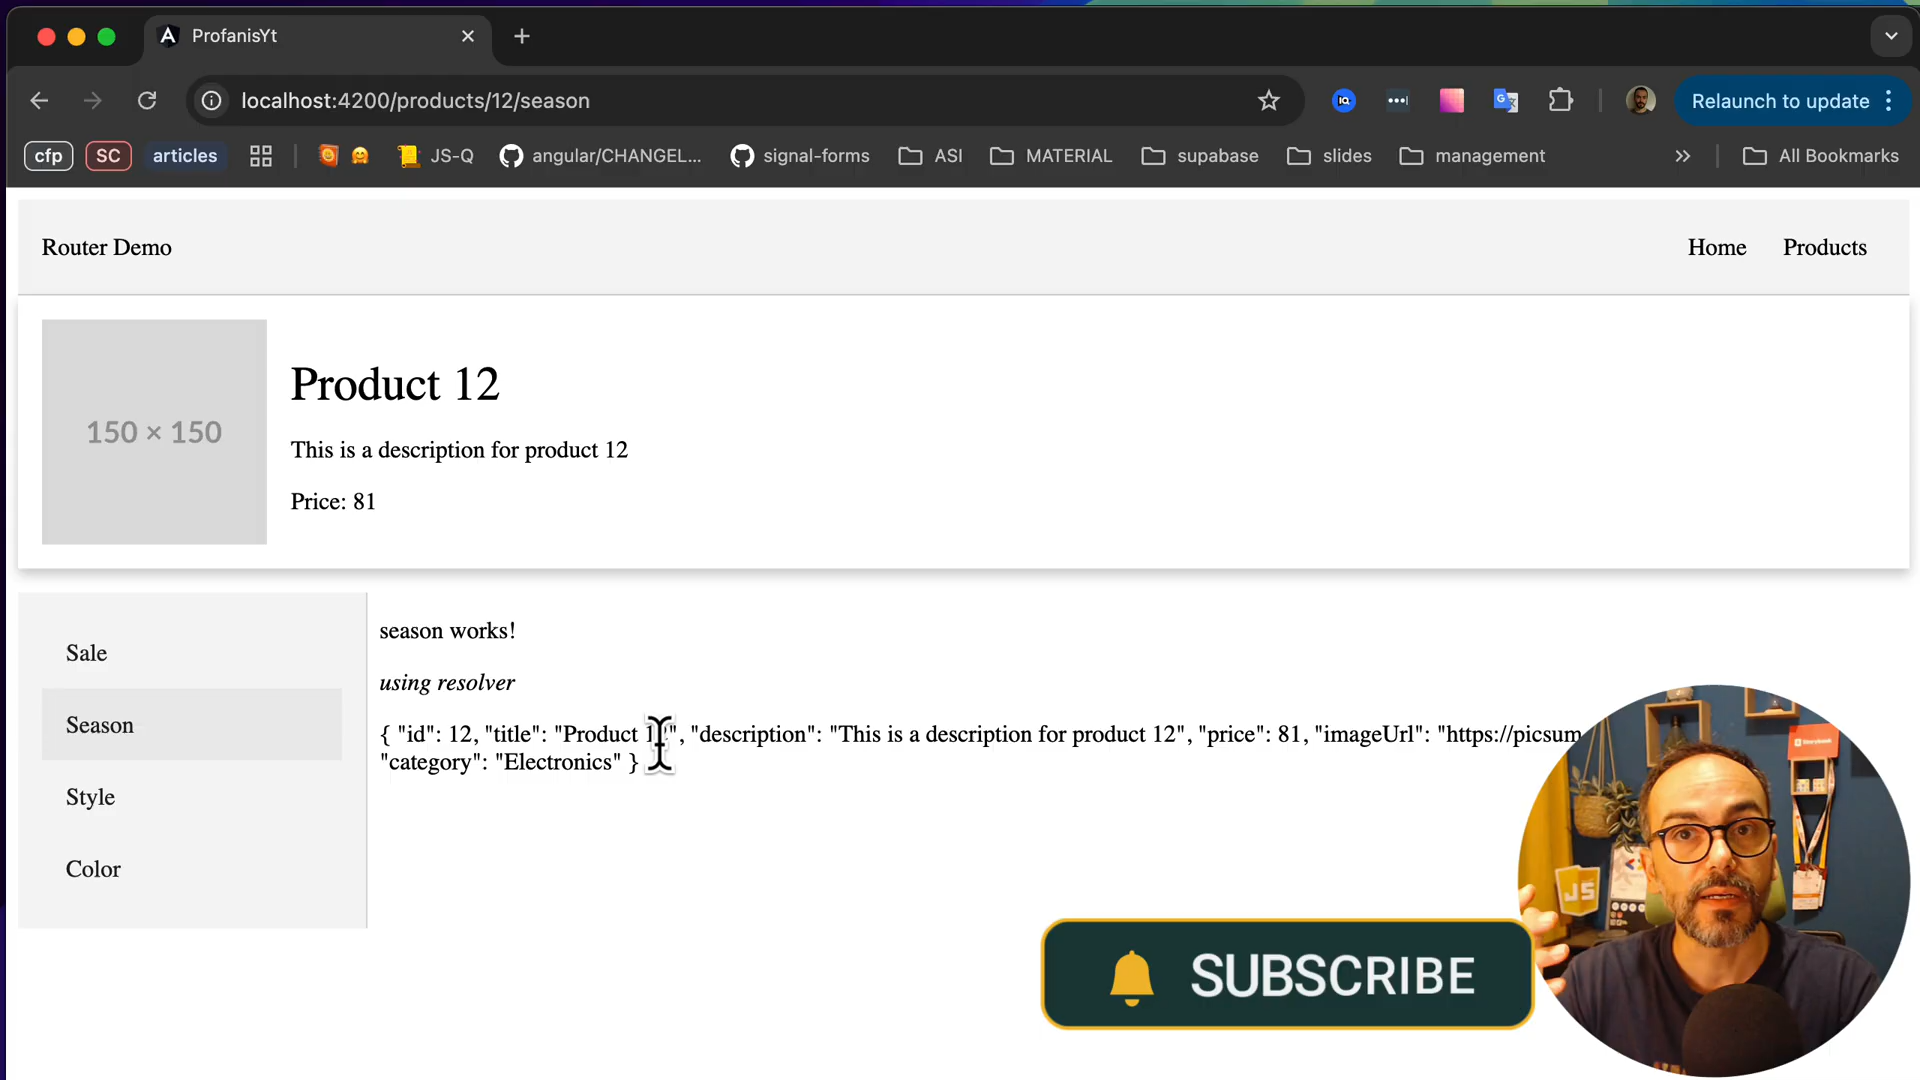 ProfanisYt
localhost:4200/products/12/season
Relaunch to update
cfp SC articles JS-Q angular/CHANGEL... signal-forms ASI MATERIAL supabase slides management All Bookmarks
Router Demo Home Products
150 × 150
Product 12
This is a description for product 12
Price: 81
Sale
Season
Style
Color
season works!
using resolver
{ "id": 12, "title": "Product 12", "description": "This is a description for product 12", "price": 81, "imageUrl": "https://picsum
"category": "Electronics" }
JS
SUBSCRIBE